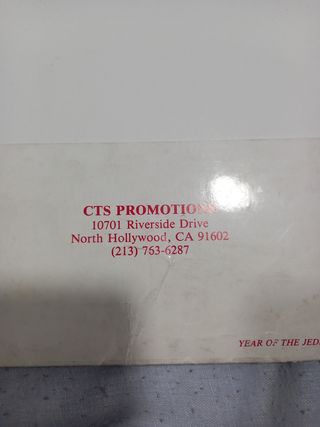 CTS PROMOTIONS
10701 Riverside Drive
North Hollywood, CA 91602
(213) 763-6287
YEAR OF THE JEDI